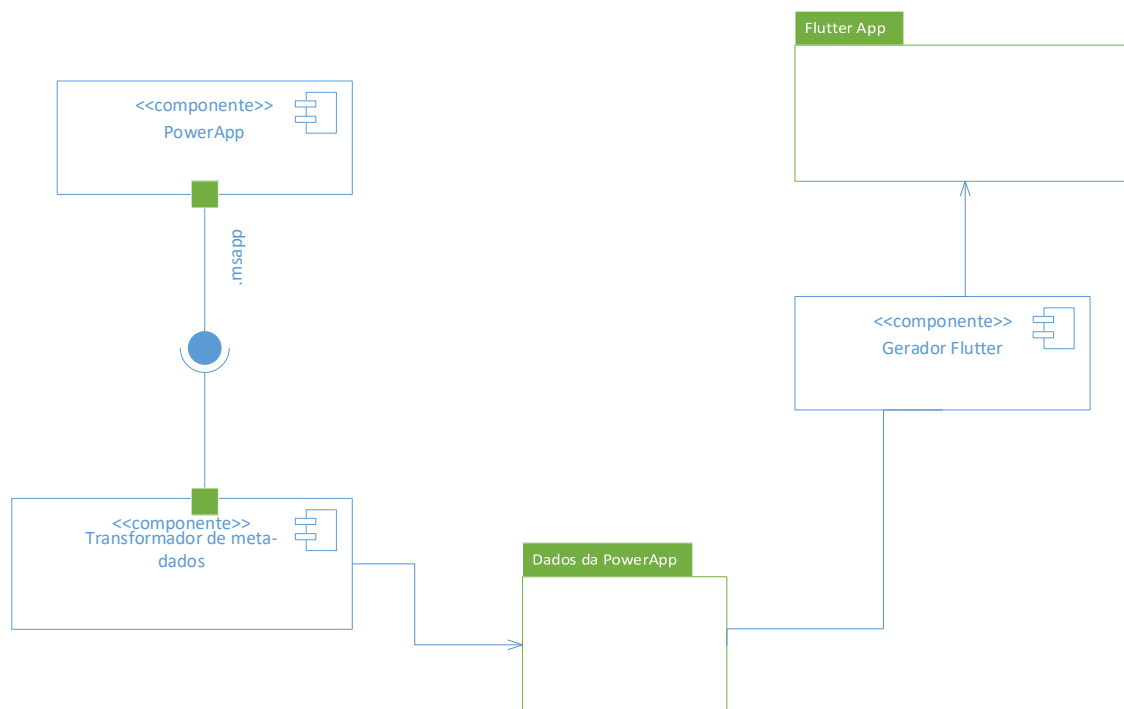 Flutter App
<<componente>>
PowerApp
.msapp
<<componente>>
Gerador Flutter
<<componente>>
Transformador de meta-
dados
Dados da PowerApp